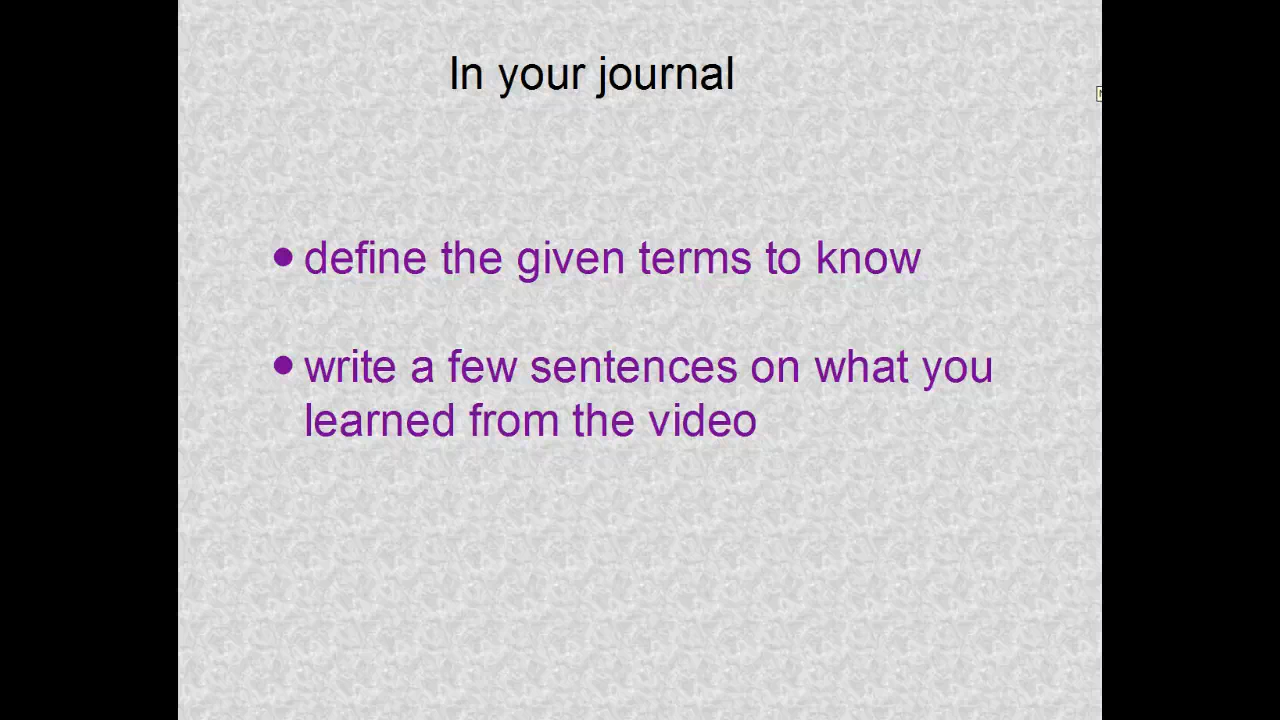 In your journal
• define the given terms to know
• write a few sentences on what you
learned from the video